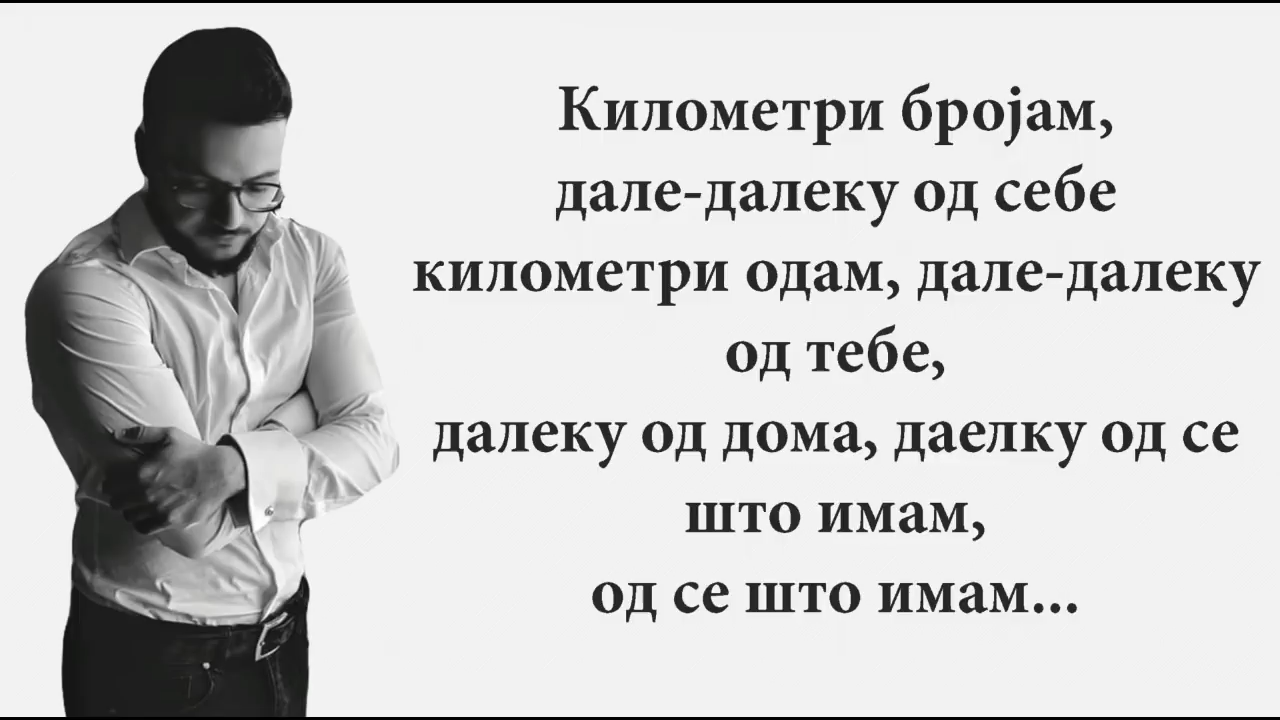 Километри бројам,
дале-далеку од себе
километри одам, дале-далеку
од тебе,
далеку од дома, даелку од се
што имам,
од се што имам...